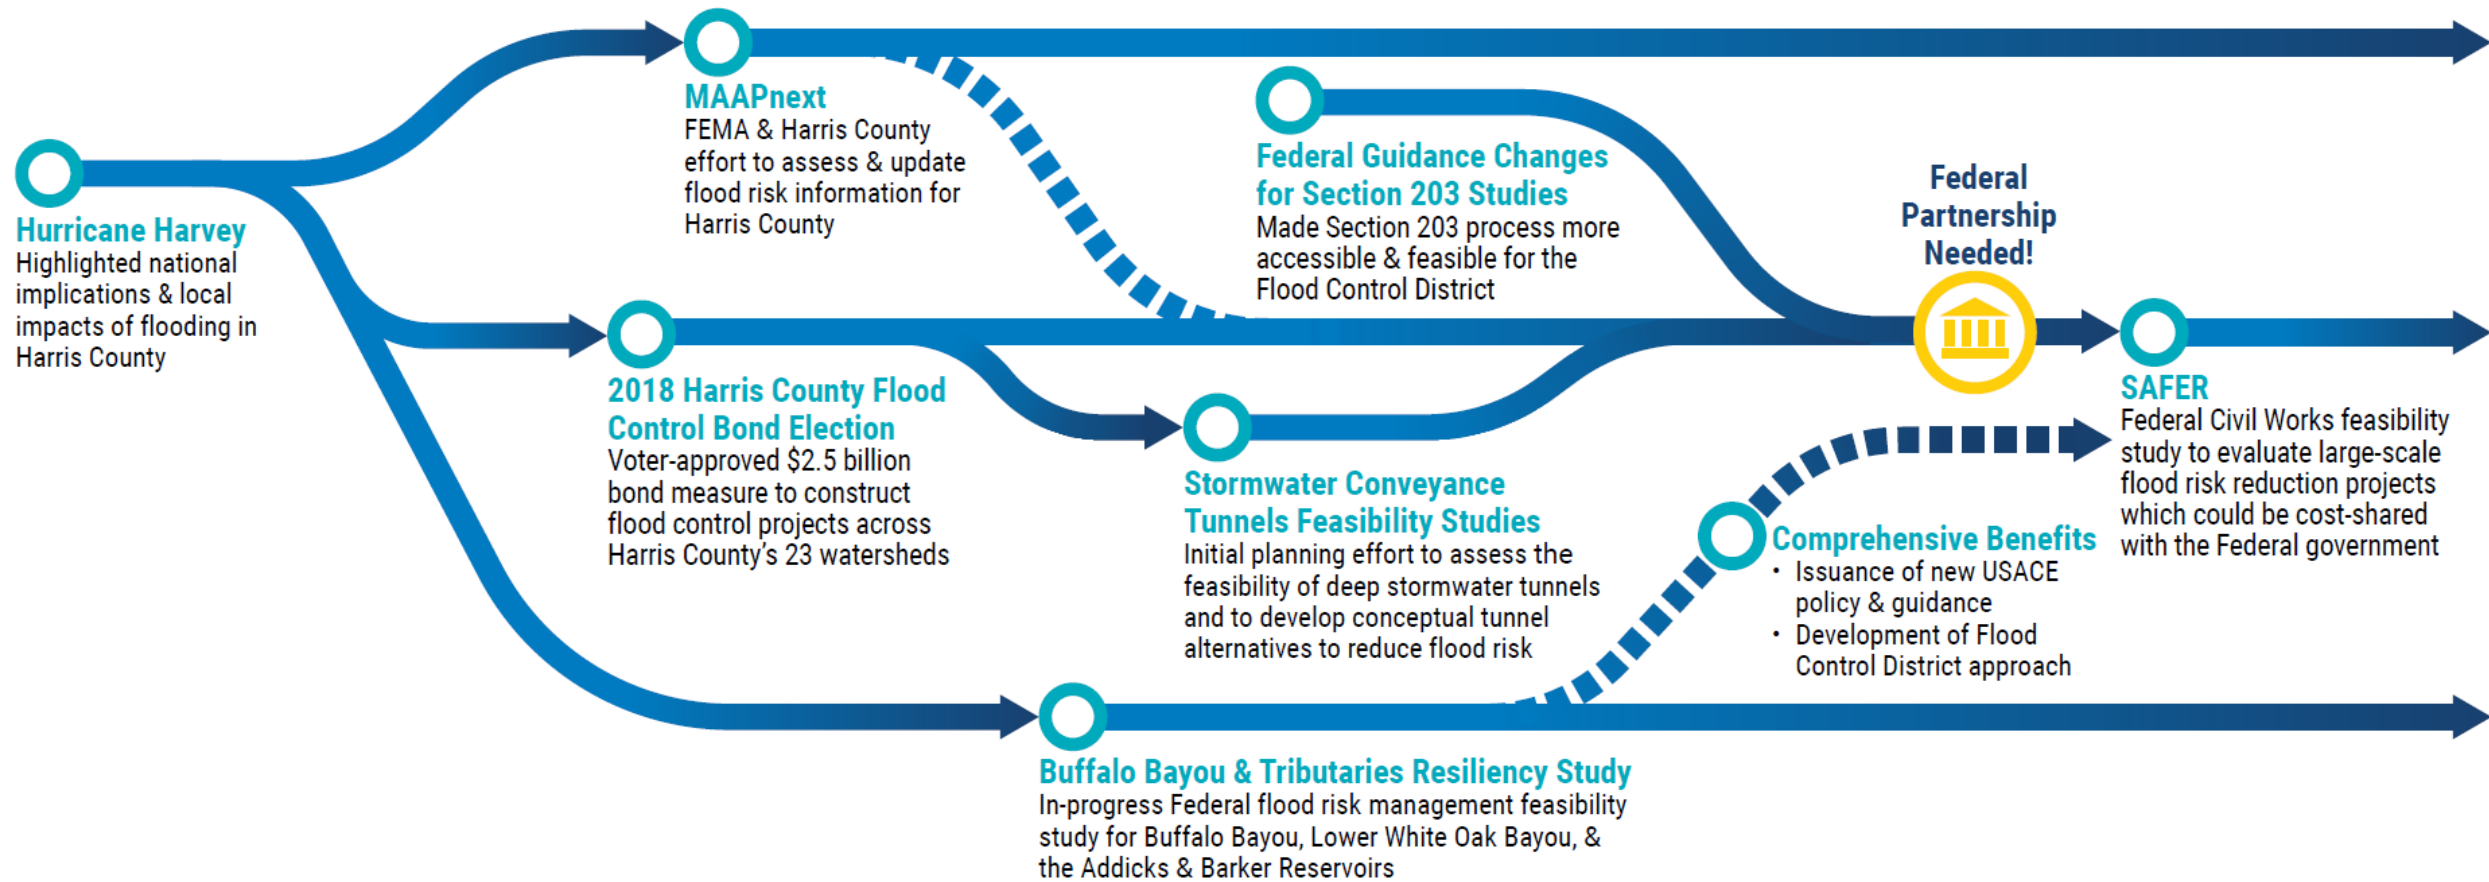 Hurricane Harvey
Highlighted national
implications & local
impacts of flooding in
Harris County
MAAPnext
FEMA & Harris County
effort to assess & update
flood risk information for
Harris County
2018 Harris County Flood
Control Bond Election
Voter-approved $2.5 billion
bond measure to construct
flood control projects across
Harris County’s 23 watersheds
Federal Guidance Changes
for Section 203 Studies
Made Section 203 process more
accessible & feasible for the
Flood Control District
Stormwater Conveyance
Tunnels Feasibility Studies
Initial planning effort to assess the
feasibility of deep stormwater tunnels
and to develop conceptual tunnel
alternatives to reduce flood risk
Buffalo Bayou & Tributaries Resiliency Study
In-progress Federal flood risk management feasibility
study for Buffalo Bayou, Lower White Oak Bayou, &
the Addicks & Barker Reservoirs
Federal
Partnership
Needed!
Comprehensive Benefits
• Issuance of new USACE
policy & guidance
• Development of Flood
Control District approach
SAFER
Federal Civil Works feasibility
study to evaluate large-scale
flood risk reduction projects
which could be cost-shared
with the Federal government